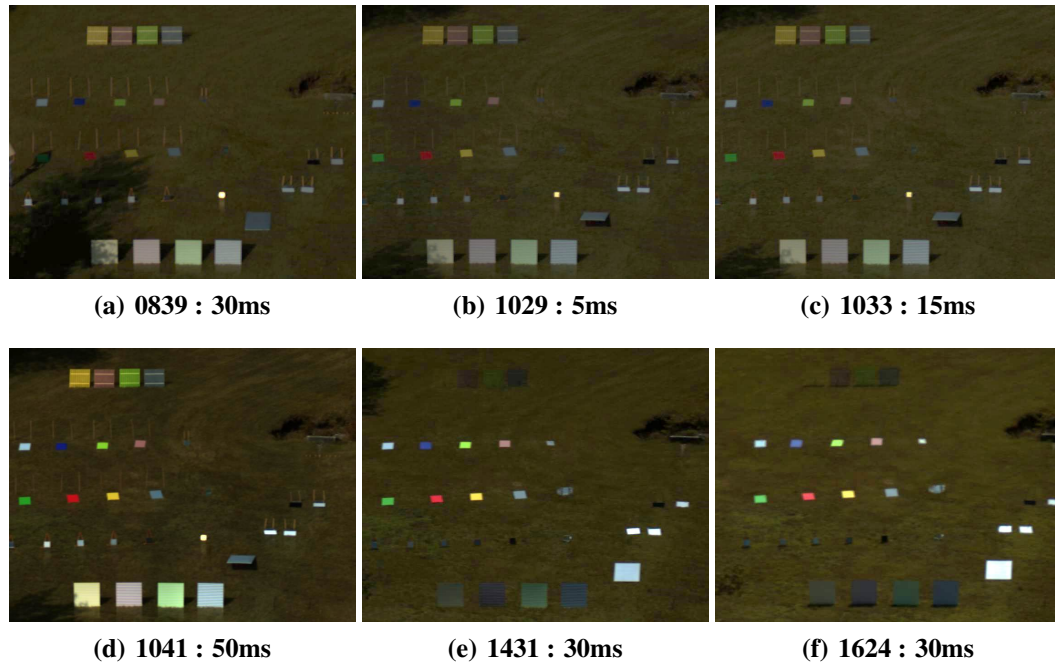 (a) 0839 : 30ms
(b) 1029 : 5ms
(c) 1033 : 15ms
(d) 1041 : 50ms
(e) 1431 : 30ms
(f) 1624 : 30ms